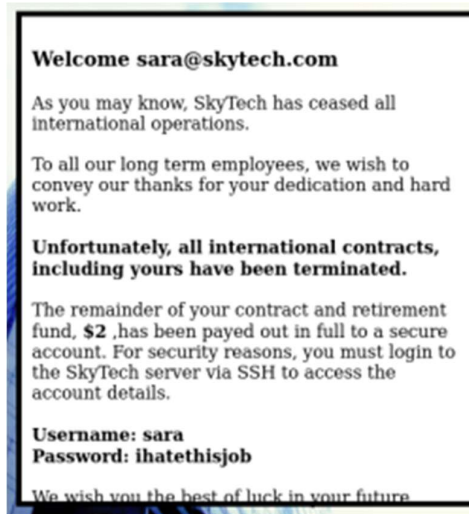 Welcome sara@skytech.com
As you may know, SkyTech has ceased all
international operations.
To all our long term employees, we wish to
convey our thanks for your dedication and hard
work.
Unfortunately, all international contracts,
including yours have been terminated.
The remainder of your contract and retirement
fund, $2 ,has been payed out in full to a secure
account. For security reasons, you must login to
the SkyTech server via SSH to access the
account details.
Username: sara
Password: ihatethisjob
We wish you the best of luck in your future